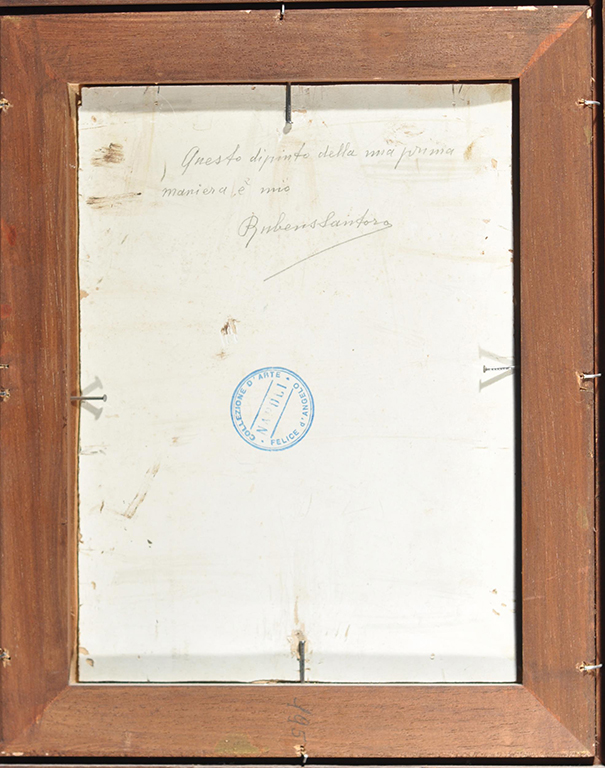 Questo dipinto della mia prima
maniera è mio
Rubens Santoro
COLLEZIONE D'ARTE
NAPOLI
FELICE d'ANGELO